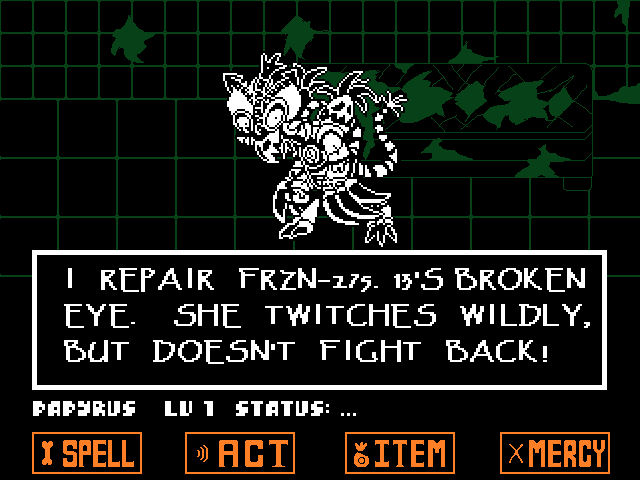 I REPAIR FRZN-275. 13'S BROKEN
EYE. SHE TWITCHES WILDLY,
BUT DOESN'T FIGHT BACK!
PAPYRUS LV 1 STATUS: ...
SPELL ACT ITEM MERCY